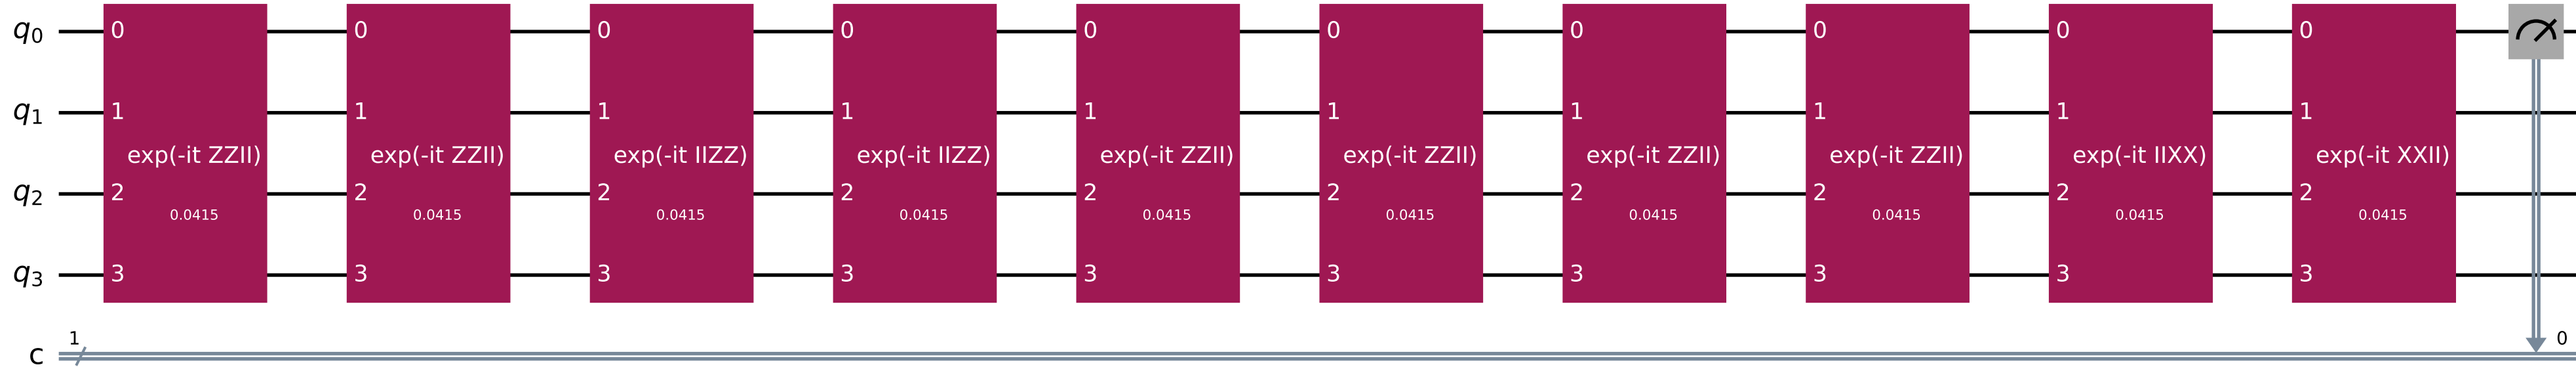 q0 0 0 0 0 0 0 0 0 0 0
q1 1 1 1 1 1 1 1 1 1 1
exp(-it ZZII) exp(-it ZZII) exp(-it IIZZ) exp(-it IIZZ) exp(-it ZZII) exp(-it ZZII) exp(-it ZZII) exp(-it ZZII) exp(-it IIXX) exp(-it XXII)
q2 2 2 2 2 2 2 2 2 2 2
0.0415 0.0415 0.0415 0.0415 0.0415 0.0415 0.0415 0.0415 0.0415 0.0415
q3 3 3 3 3 3 3 3 3 3 3
1 0
c